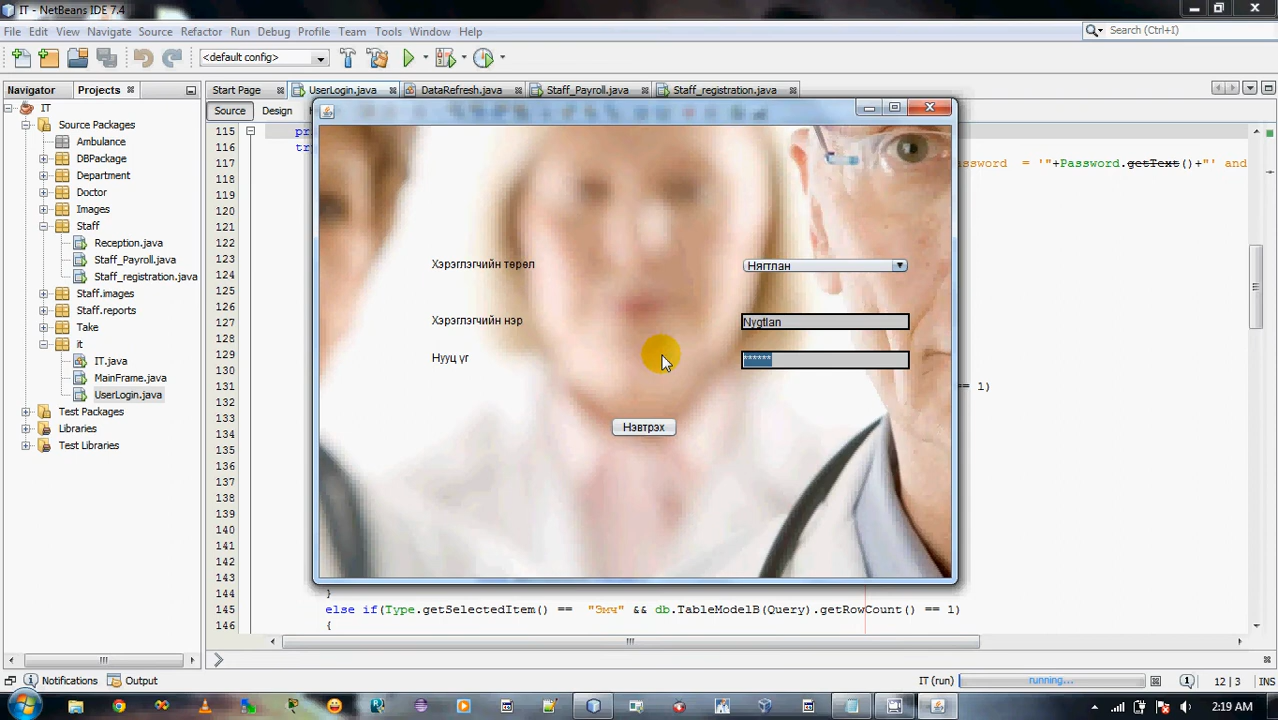 IT - NetBeans IDE 7.4
File Edit View Navigate Source Refactor Run Debug Profile Team Tools Window Help
Search (Ctrl+I)
<default config>
Navigator Projects
Start Page UserLogin.java DataRefresh.java Staff_Payroll.java Staff_registration.java
Source Design
IT
Source Packages
Ambulance
DBPackage
Department
Doctor
Images
Staff
Reception.java
Staff_Payroll.java
Staff_registration.java
Staff.images
Staff.reports
Take
it
IT.java
MainFrame.java
UserLogin.java
Test Packages
Libraries
Test Libraries
115 pr
116 tr
117 ssword = '"+Password.getText()+"' and
118
119
120
121
122
123
124
125
126
127
128
129
130
131 == 1)
132
133
134
135
136
137
138
139
140
141
142
143
144 }
145 else if(Type.getSelectedItem() == "Эмч" && db.TableModelB(Query).getRowCount() == 1)
146 {
Хэрэглэгчийн төрөл Нягтлан
Хэрэглэгчийн нэр Nygtlan
Нууц үг ******
Нэвтрэх
Notifications Output
IT (run) running... 12 | 3 INS
2:19 AM